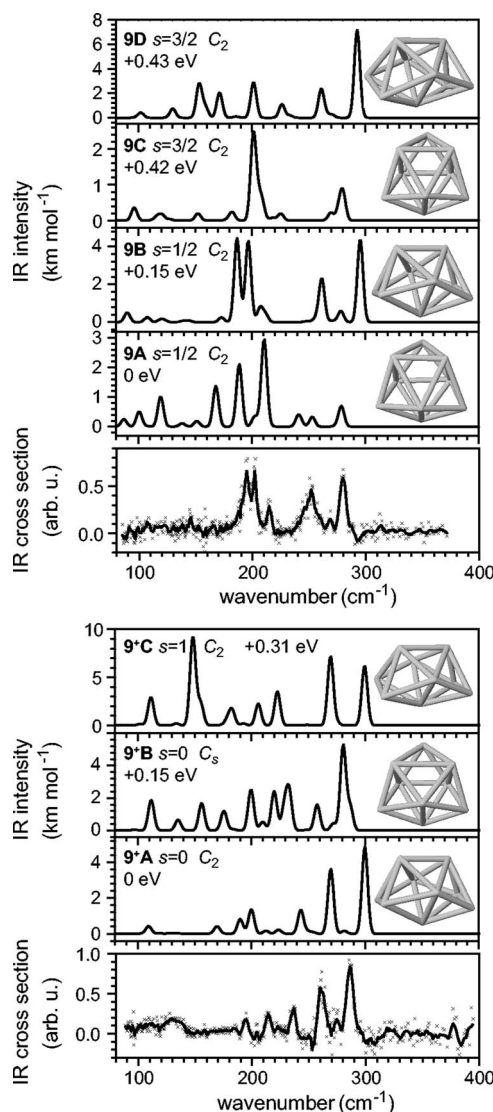 9D s=3/2 C₂
+0.43 eV
8
6
4
2
0
9C s=3/2 C₂
+0.42 eV
2
1
0
IR intensity
(km mol⁻¹)
9B s=1/2 C₂
+0.15 eV
4
2
0
9A s=1/2 C₂
0 eV
3
2
1
0
IR cross section
(arb. u.)
0.5
0.0
100 200 300 400
wavenumber (cm⁻¹)
9⁺C s=1 C₂ +0.31 eV
10
5
0
IR intensity
(km mol⁻¹)
9⁺B s=0 Cₛ
+0.15 eV
4
2
0
9⁺A s=0 C₂
0 eV
4
2
0
IR cross section
(arb. u.)
1.0
0.5
0.0
100 200 300 400
wavenumber (cm⁻¹)